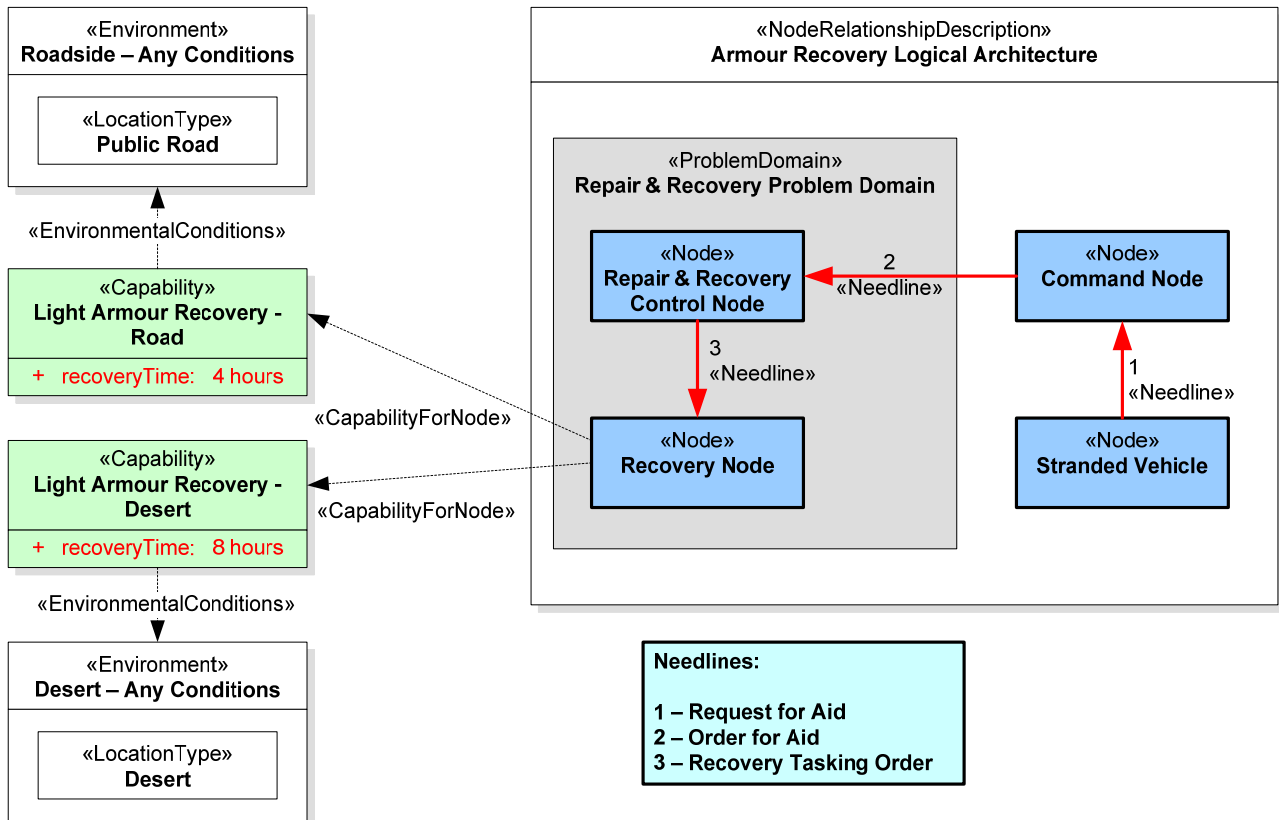 «Environment»
Roadside – Any Conditions
«LocationType»
Public Road
«EnvironmentalConditions»
«Capability»
Light Armour Recovery -
Road
+ recoveryTime: 4 hours
«CapabilityForNode»
«Capability»
Light Armour Recovery -
Desert
+ recoveryTime: 8 hours
«CapabilityForNode»
«EnvironmentalConditions»
«Environment»
Desert – Any Conditions
«LocationType»
Desert
«NodeRelationshipDescription»
Armour Recovery Logical Architecture
«ProblemDomain»
Repair & Recovery Problem Domain
«Node»
Repair & Recovery
Control Node
2
«Needline»
«Node»
Command Node
3
«Needline»
1
«Needline»
«Node»
Recovery Node
«Node»
Stranded Vehicle
Needlines:
1 – Request for Aid
2 – Order for Aid
3 – Recovery Tasking Order